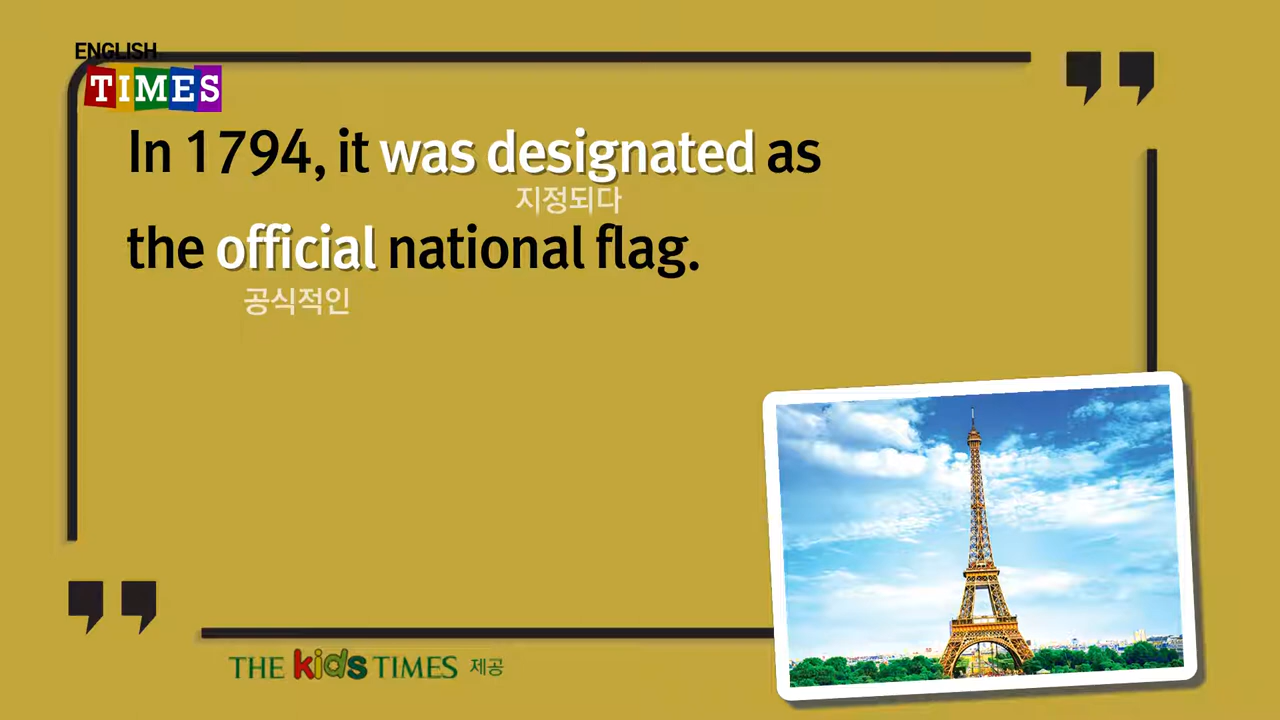 ENGLISH
TIMES
In 1794, it was designated as
지정되다
the official national flag.
공식적인
THE kids TIMES 제공